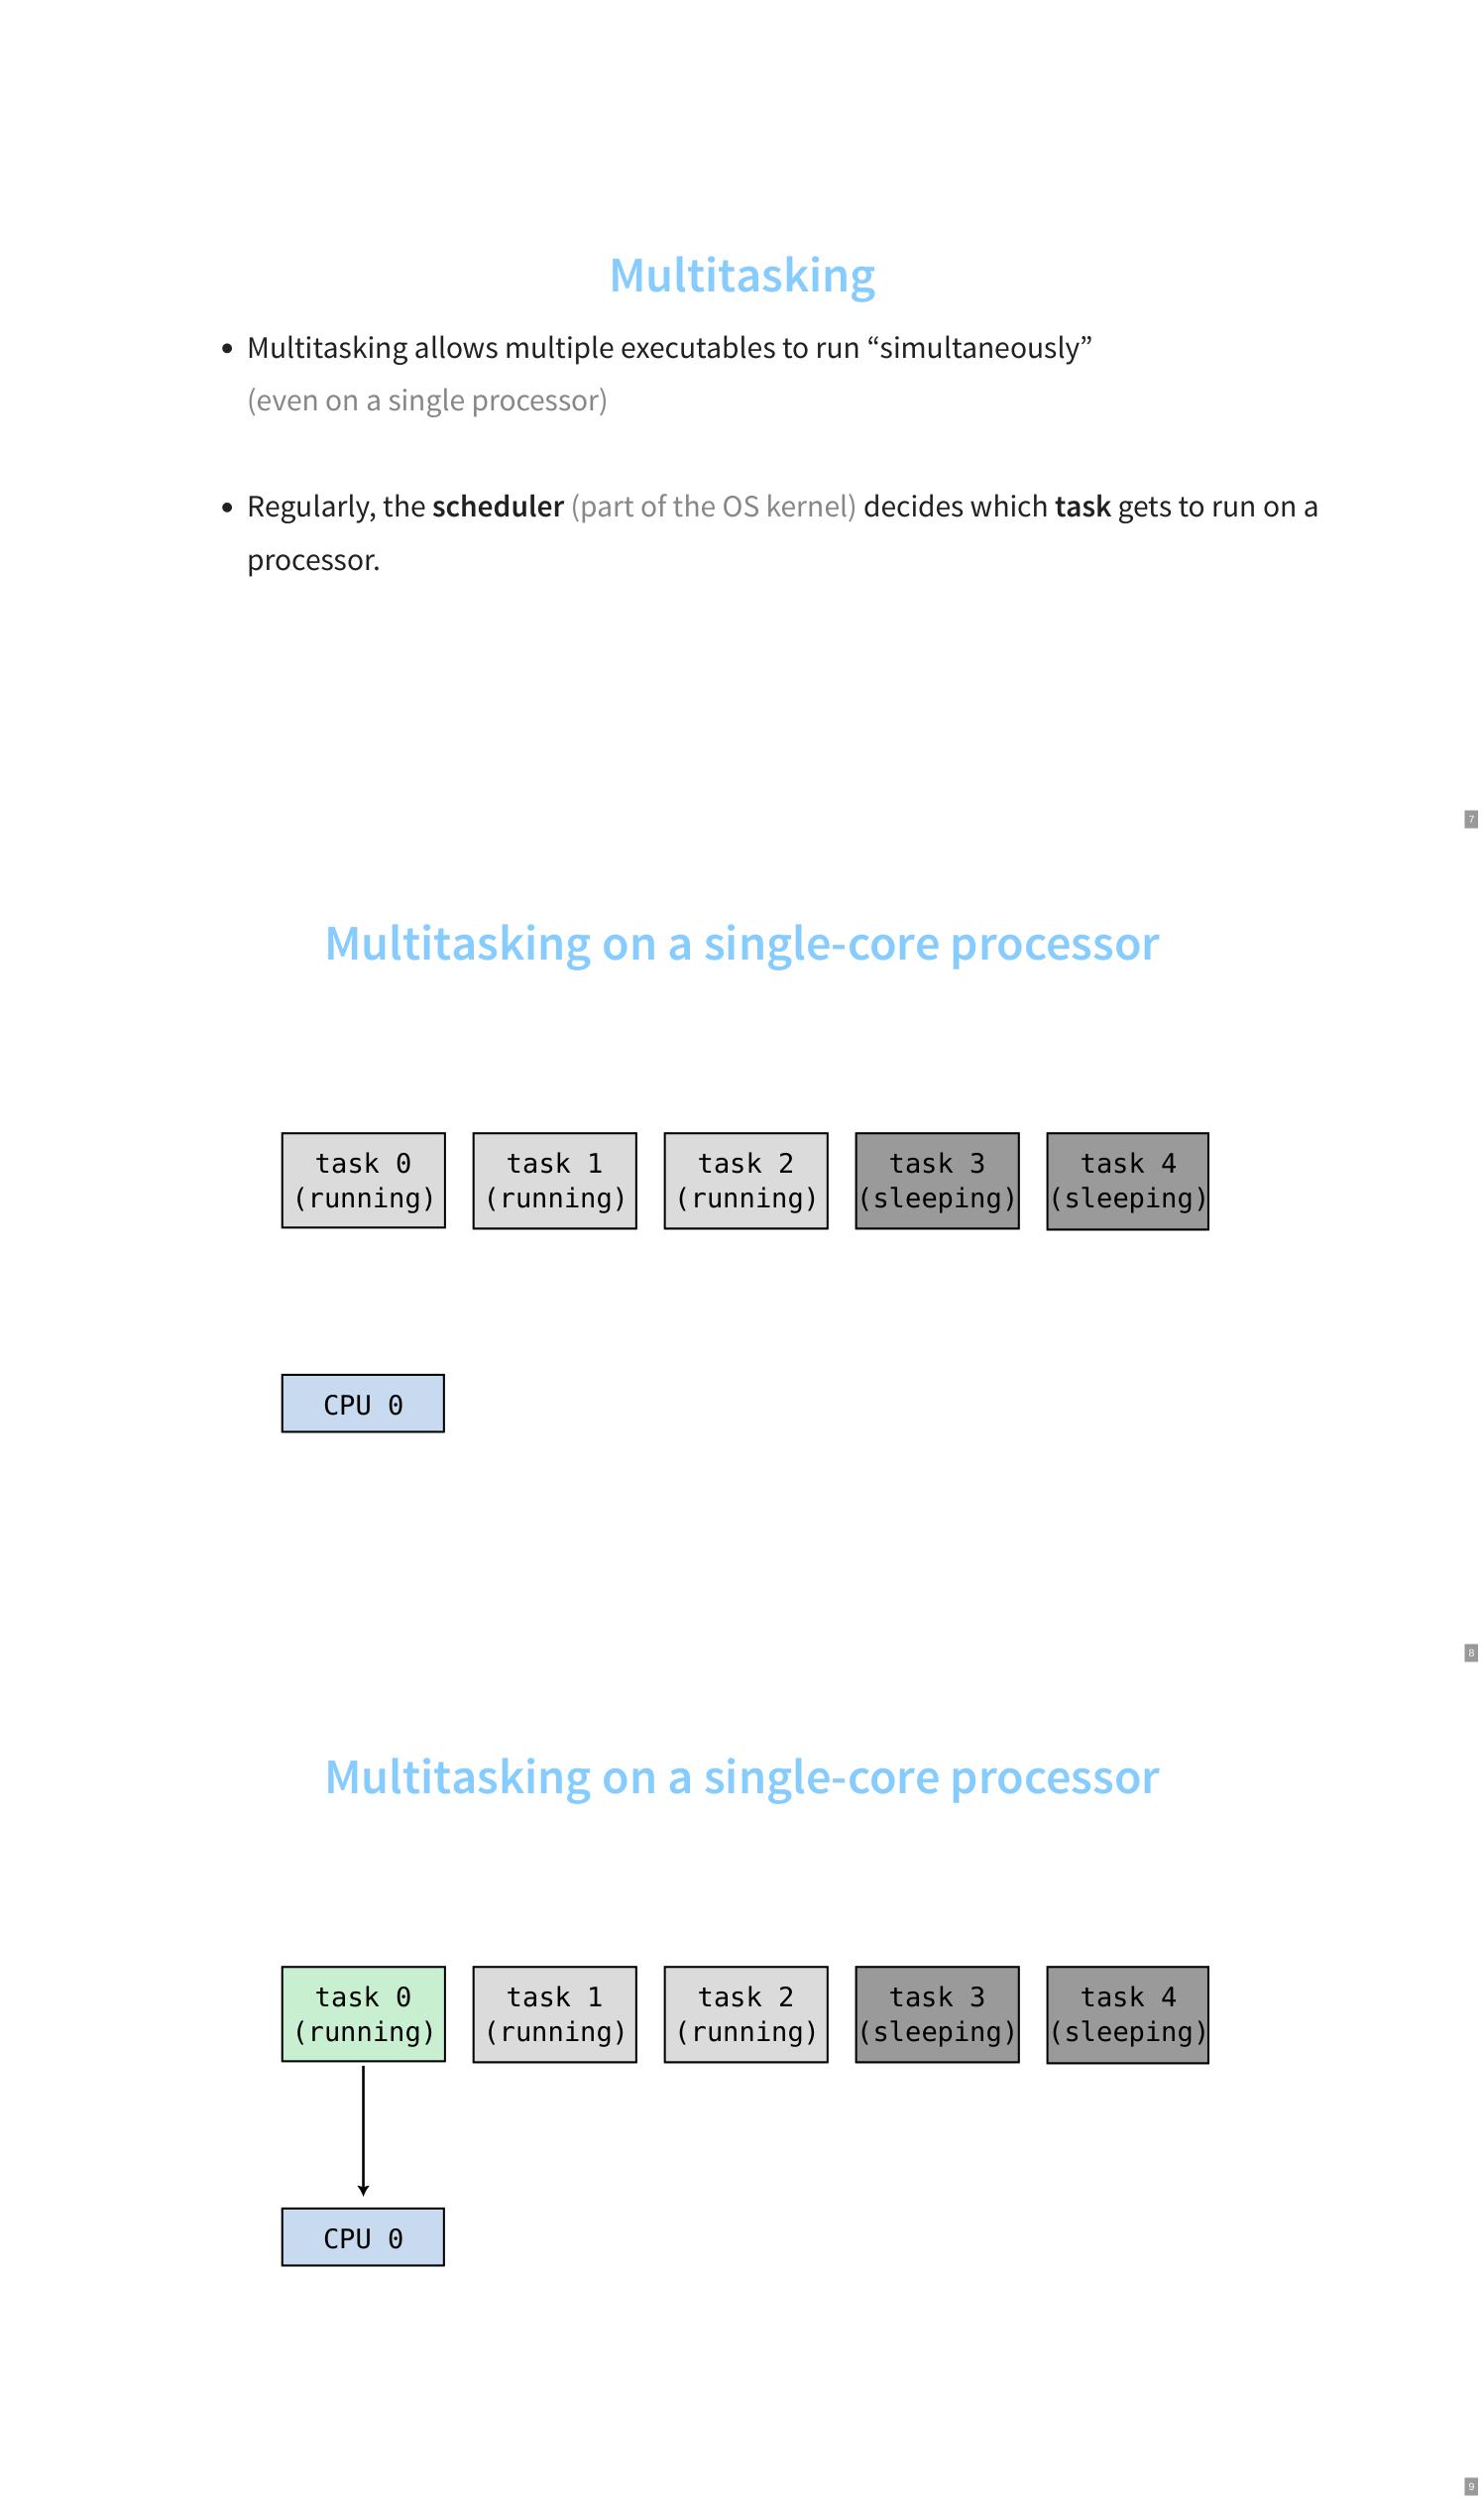 Multitasking
• Multitasking allows multiple executables to run “simultaneously”
(even on a single processor)
• Regularly, the scheduler (part of the OS kernel) decides which task gets to run on a
processor.
7
Multitasking on a single-core processor
task 0 task 1 task 2 task 3 task 4
(running) (running) (running) (sleeping) (sleeping)
CPU 0
8
Multitasking on a single-core processor
task 0 task 1 task 2 task 3 task 4
(running) (running) (running) (sleeping) (sleeping)
CPU 0
9